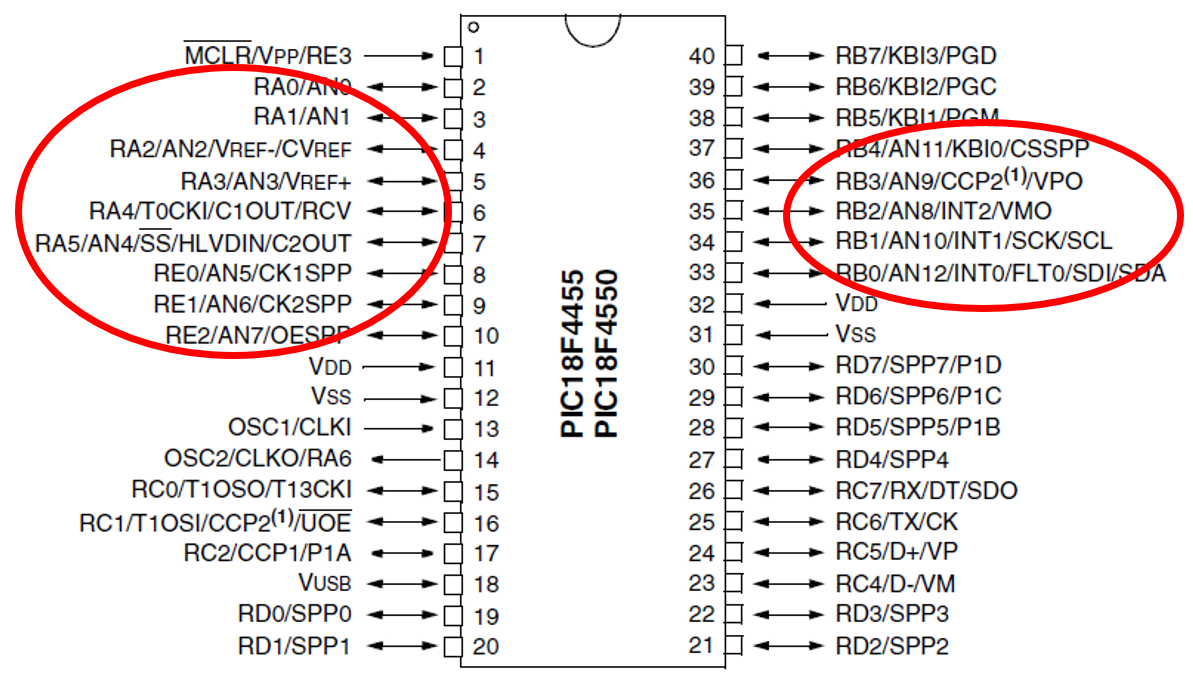 MCLR/VPP/RE3 1
RA0/AN0 2
RA1/AN1 3
RA2/AN2/VREF-/CVREF 4
RA3/AN3/VREF+ 5
RA4/T0CKI/C1OUT/RCV 6
RA5/AN4/SS/HLVDIN/C2OUT 7
RE0/AN5/CK1SPP 8
RE1/AN6/CK2SPP 9
RE2/AN7/OESPP 10
VDD 11
VSS 12
OSC1/CLKI 13
OSC2/CLKO/RA6 14
RC0/T1OSO/T13CKI 15
RC1/T1OSI/CCP2(1)/UOE 16
RC2/CCP1/P1A 17
VUSB 18
RD0/SPP0 19
RD1/SPP1 20
PIC18F4455
PIC18F4550
40 RB7/KBI3/PGD
39 RB6/KBI2/PGC
38 RB5/KBI1/PGM
37 RB4/AN11/KBI0/CSSPP
36 RB3/AN9/CCP2(1)/VPO
35 RB2/AN8/INT2/VMO
34 RB1/AN10/INT1/SCK/SCL
33 RB0/AN12/INT0/FLT0/SDI/SDA
32 VDD
31 VSS
30 RD7/SPP7/P1D
29 RD6/SPP6/P1C
28 RD5/SPP5/P1B
27 RD4/SPP4
26 RC7/RX/DT/SDO
25 RC6/TX/CK
24 RC5/D+/VP
23 RC4/D-/VM
22 RD3/SPP3
21 RD2/SPP2